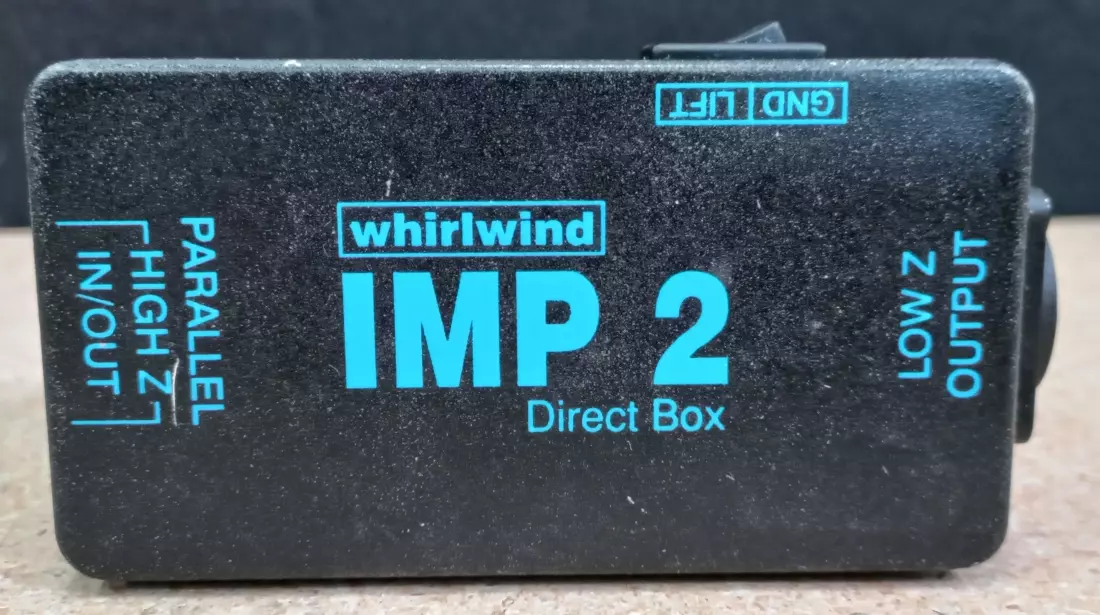 GND LIFT
whirlwind
IMP 2
Direct Box
PARALLEL
HIGH Z
IN/OUT
LOW Z
OUTPUT